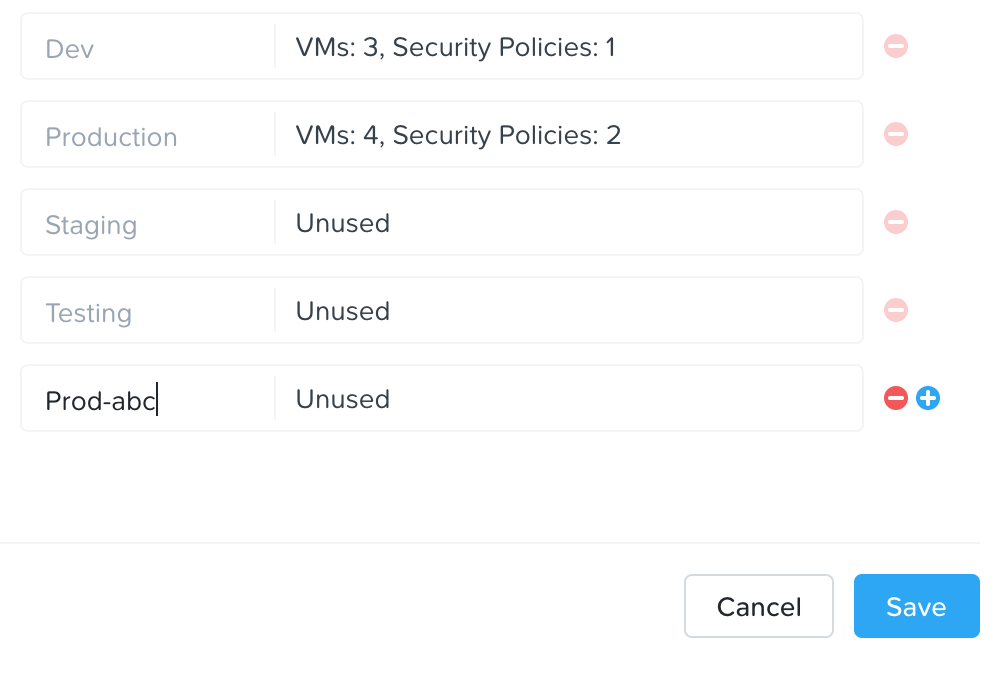 Dev VMs: 3, Security Policies: 1
Production VMs: 4, Security Policies: 2
Staging Unused
Testing Unused
Prod-abc Unused
Cancel Save